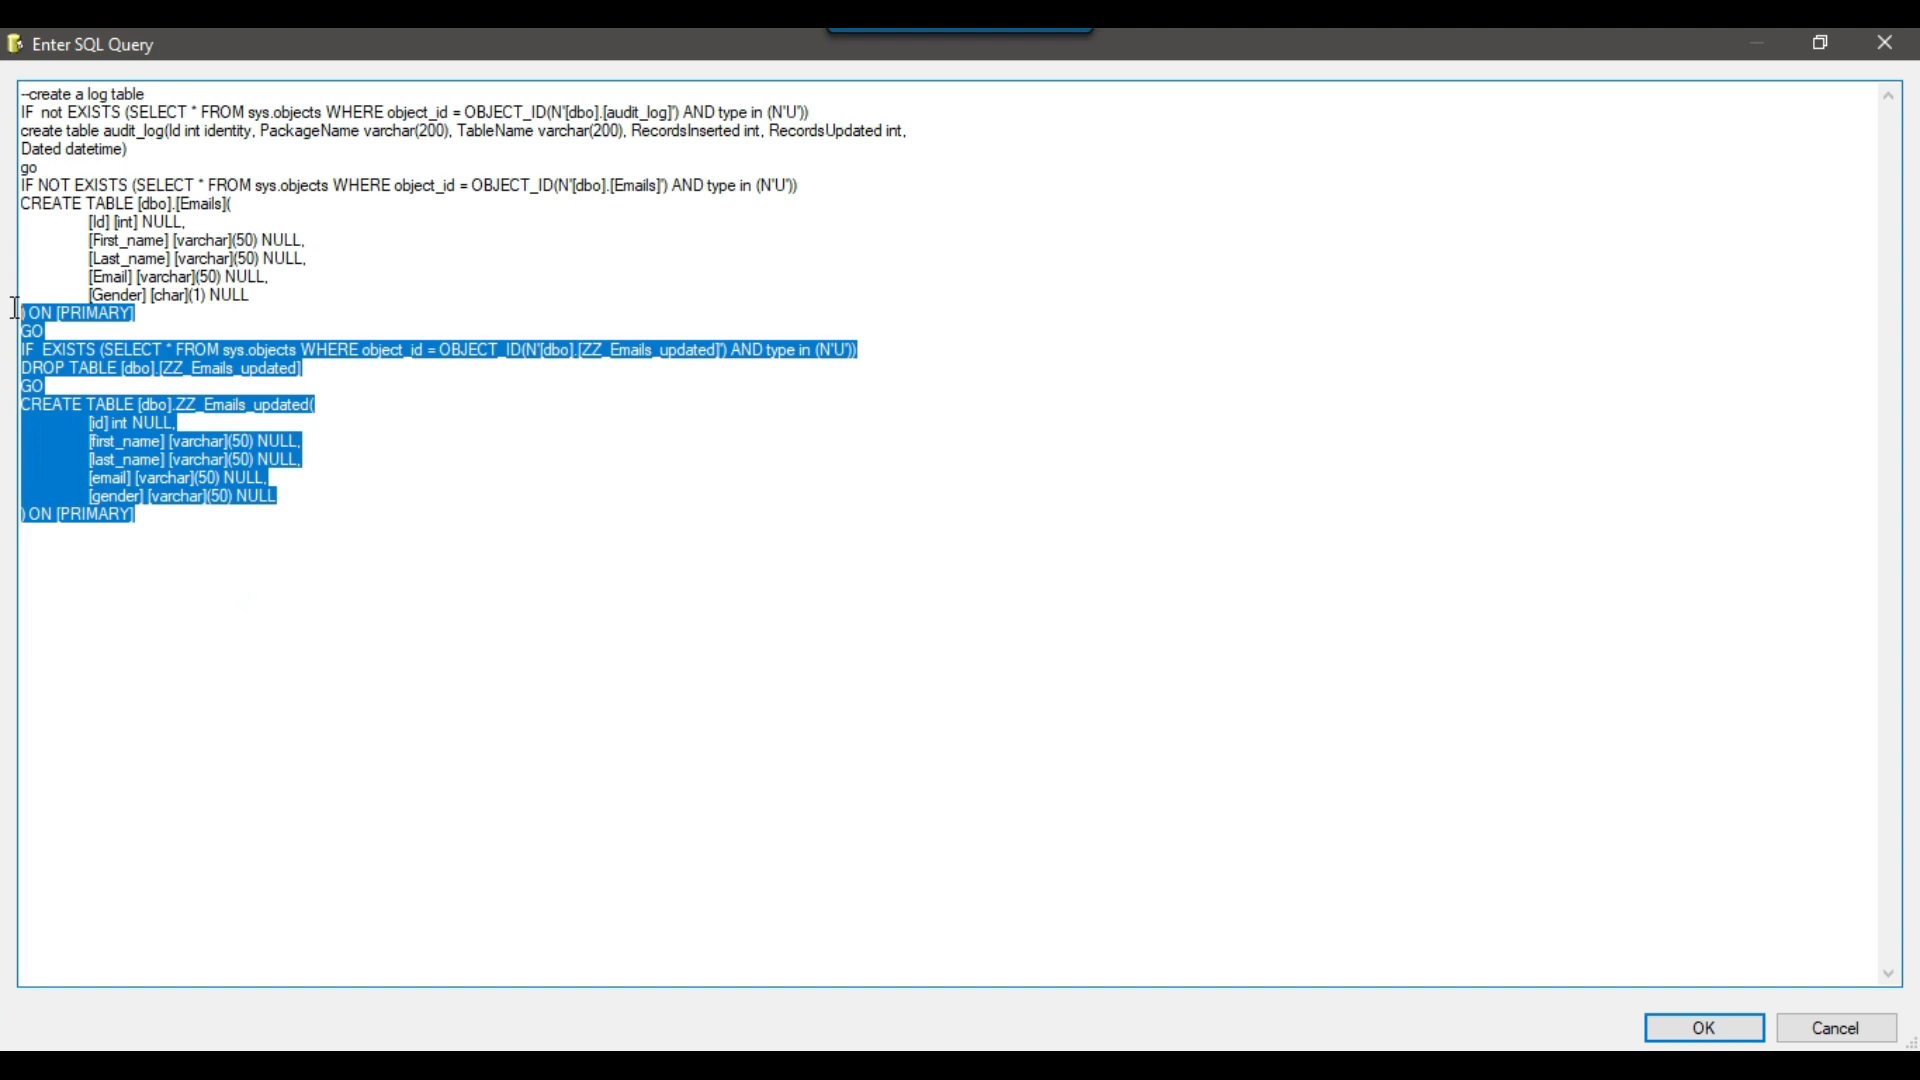 Enter SQL Query
--create a log table
IF  not EXISTS (SELECT * FROM sys.objects WHERE object_id = OBJECT_ID(N'[dbo].[audit_log]') AND type in (N'U'))
create table audit_log(Id int identity, PackageName varchar(200), TableName varchar(200), RecordsInserted int, RecordsUpdated int,
Dated datetime)
go
IF NOT EXISTS (SELECT * FROM sys.objects WHERE object_id = OBJECT_ID(N'[dbo].[Emails]') AND type in (N'U'))
CREATE TABLE [dbo].[Emails](
[Id] [int] NULL,
[First_name] [varchar](50) NULL,
[Last_name] [varchar](50) NULL,
[Email] [varchar](50) NULL,
[Gender] [char](1) NULL
) ON [PRIMARY]
GO
IF  EXISTS (SELECT * FROM sys.objects WHERE object_id = OBJECT_ID(N'[dbo].[ZZ_Emails_updated]') AND type in (N'U'))
DROP TABLE [dbo].[ZZ_Emails_updated]
GO
CREATE TABLE [dbo].ZZ_Emails_updated(
[id] int NULL,
[first_name] [varchar](50) NULL,
[last_name] [varchar](50) NULL,
[email] [varchar](50) NULL,
[gender] [varchar](50) NULL
) ON [PRIMARY]
OK
Cancel